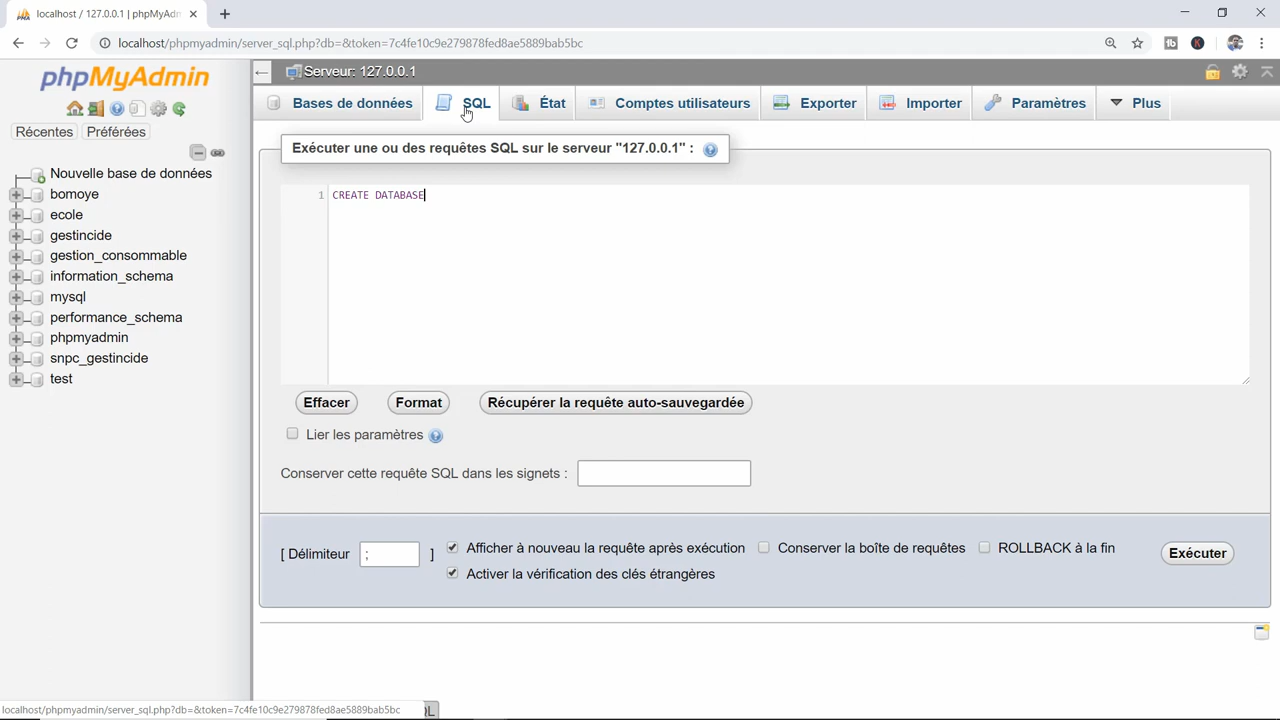 localhost / 127.0.0.1 | phpMyAdm
localhost/phpmyadmin/server_sql.php?db=&token=7c4fe10c9e279878fed8ae5889bab5bc
phpMyAdmin
Récentes Préférées
Nouvelle base de données
bomoye
ecole
gestincide
gestion_consommable
information_schema
mysql
performance_schema
phpmyadmin
snpc_gestincide
test
Serveur: 127.0.0.1
Bases de données SQL État Comptes utilisateurs Exporter Importer Paramètres Plus
Exécuter une ou des requêtes SQL sur le serveur "127.0.0.1" :
1 CREATE DATABASE
Effacer Format Récupérer la requête auto-sauvegardée
Lier les paramètres
Conserver cette requête SQL dans les signets :
[ Délimiteur ; ] Afficher à nouveau la requête après exécution Conserver la boîte de requêtes ROLLBACK à la fin Exécuter
Activer la vérification des clés étrangères
localhost/phpmyadmin/server_sql.php?db=&token=7c4fe10c9e279878fed8ae5889bab5bc